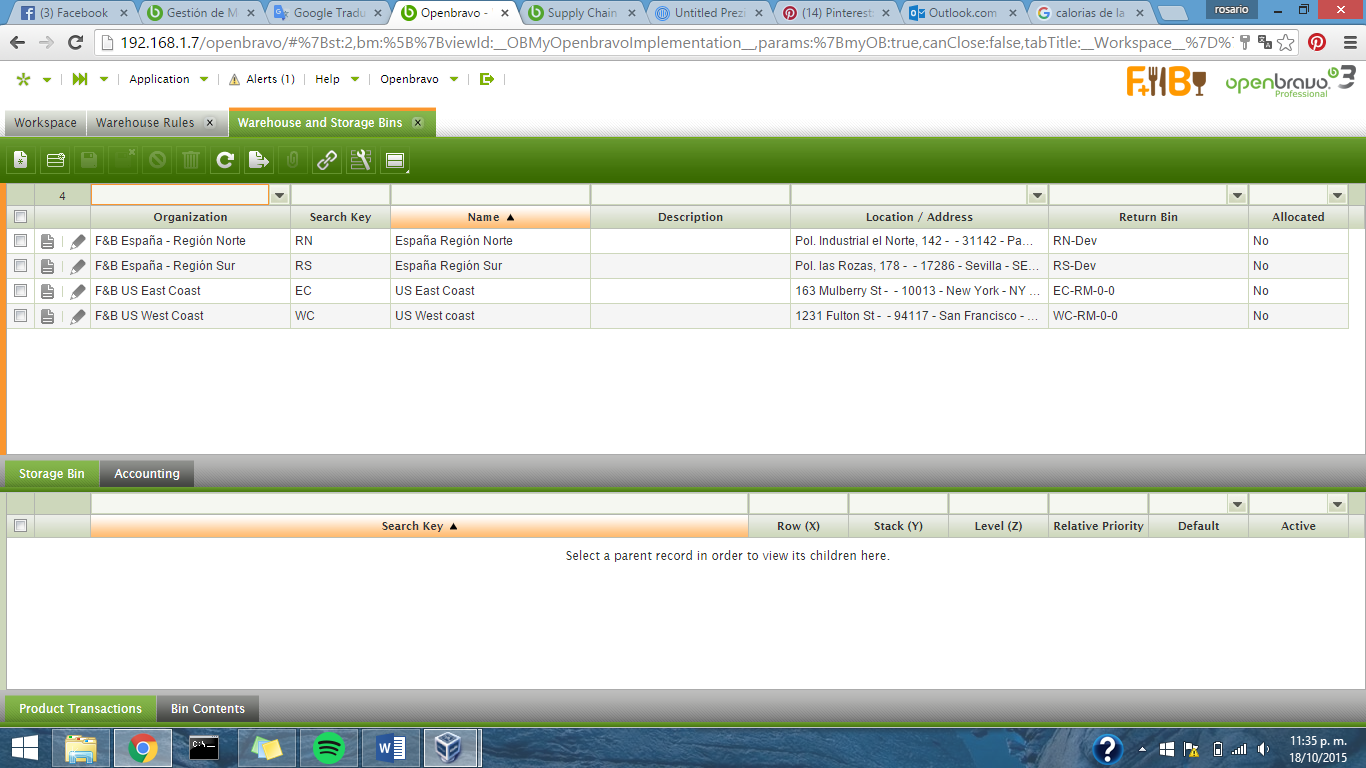 (3) Facebook
Gestión de M
Google Tradu
Openbravo -
Supply Chain
Untitled Prezi
(14) Pinterest
Outlook.com
calorias de la
rosario
192.168.1.7/openbravo/#%7Bst:2,bm:%5B%7BviewId:__OBMyOpenbravoImplementation__,params:%7BmyOB:true,canClose:false,tabTitle:__Workspace__%7D%
Application
Alerts (1)
Help
Openbravo
F+B
openbravo 3
Professional
Workspace
Warehouse Rules
Warehouse and Storage Bins
4
Organization Search Key Name Description Location / Address Return Bin Allocated
F&B España - Región Norte RN España Región Norte Pol. Industrial el Norte, 142 - - 31142 - Pa... RN-Dev No
F&B España - Región Sur RS España Región Sur Pol. las Rozas, 178 - - 17286 - Sevilla - SE... RS-Dev No
F&B US East Coast EC US East Coast 163 Mulberry St - - 10013 - New York - NY ... EC-RM-0-0 No
F&B US West Coast WC US West coast 1231 Fulton St - - 94117 - San Francisco - ... WC-RM-0-0 No
Storage Bin Accounting
Search Key Row (X) Stack (Y) Level (Z) Relative Priority Default Active
Select a parent record in order to view its children here.
Product Transactions Bin Contents
11:35 p. m.
18/10/2015